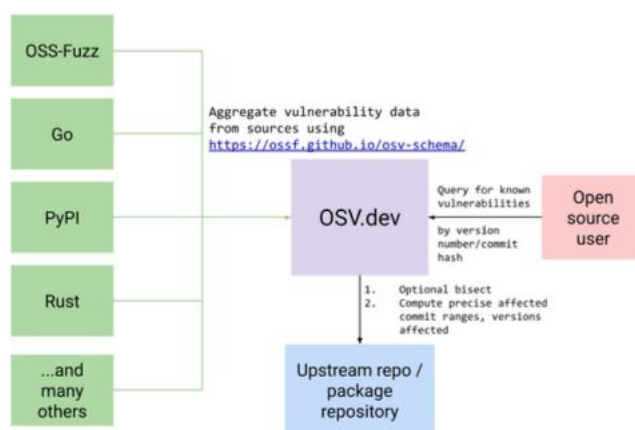 OSS-Fuzz
Go
PyPI
Rust
...and
many
others
Aggregate vulnerability data
from sources using
https://ossf.github.io/osv-schema/
OSV.dev
Query for known
vulnerabilities
by version
number/commit
hash
Open
source
user
1. Optional bisect
2. Compute precise affected
commit ranges, versions
affected
Upstream repo /
package
repository